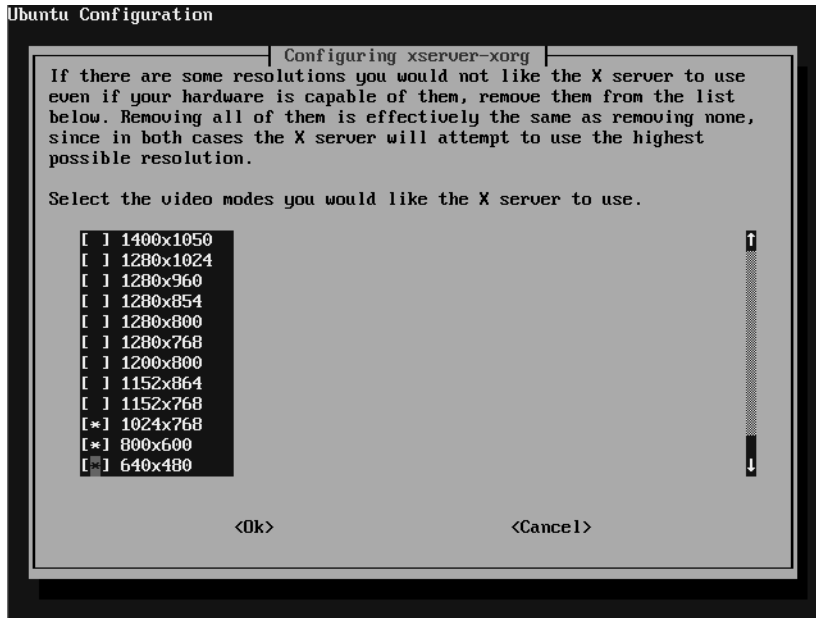 Ubuntu Configuration
Configuring xserver-xorg
If there are some resolutions you would not like the X server to use
even if your hardware is capable of them, remove them from the list
below. Removing all of them is effectively the same as removing none,
since in both cases the X server will attempt to use the highest
possible resolution.
Select the video modes you would like the X server to use.
[ ] 1400x1050
[ ] 1280x1024
[ ] 1280x960
[ ] 1280x854
[ ] 1280x800
[ ] 1280x768
[ ] 1200x800
[ ] 1152x864
[ ] 1152x768
[*] 1024x768
[*] 800x600
[*] 640x480
<Ok> <Cancel>